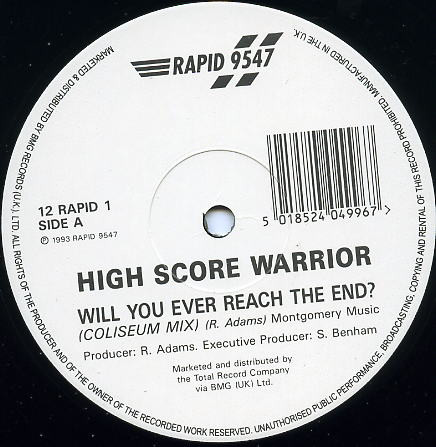 RAPID 9547
12 RAPID 1
SIDE A
℗ 1993 RAPID 9547
5 018524 049967 >
HIGH SCORE WARRIOR
WILL YOU EVER REACH THE END?
(COLISEUM MIX) (R. Adams) Montgomery Music
Producer: R. Adams. Executive Producer: S. Benham
Marketed and distributed by
the Total Record Company
via BMG (UK) Ltd.
MARKETED & DISTRIBUTED BY BMG RECORDS (U.K.) LTD. ALL RIGHTS OF THE PRODUCER AND OF THE OWNER OF THE RECORDED WORK RESERVED. UNAUTHORISED PUBLIC PERFORMANCE, BROADCASTING, COPYING AND RENTAL OF THIS RECORD PROHIBITED. MANUFACTURED IN THE U.K.